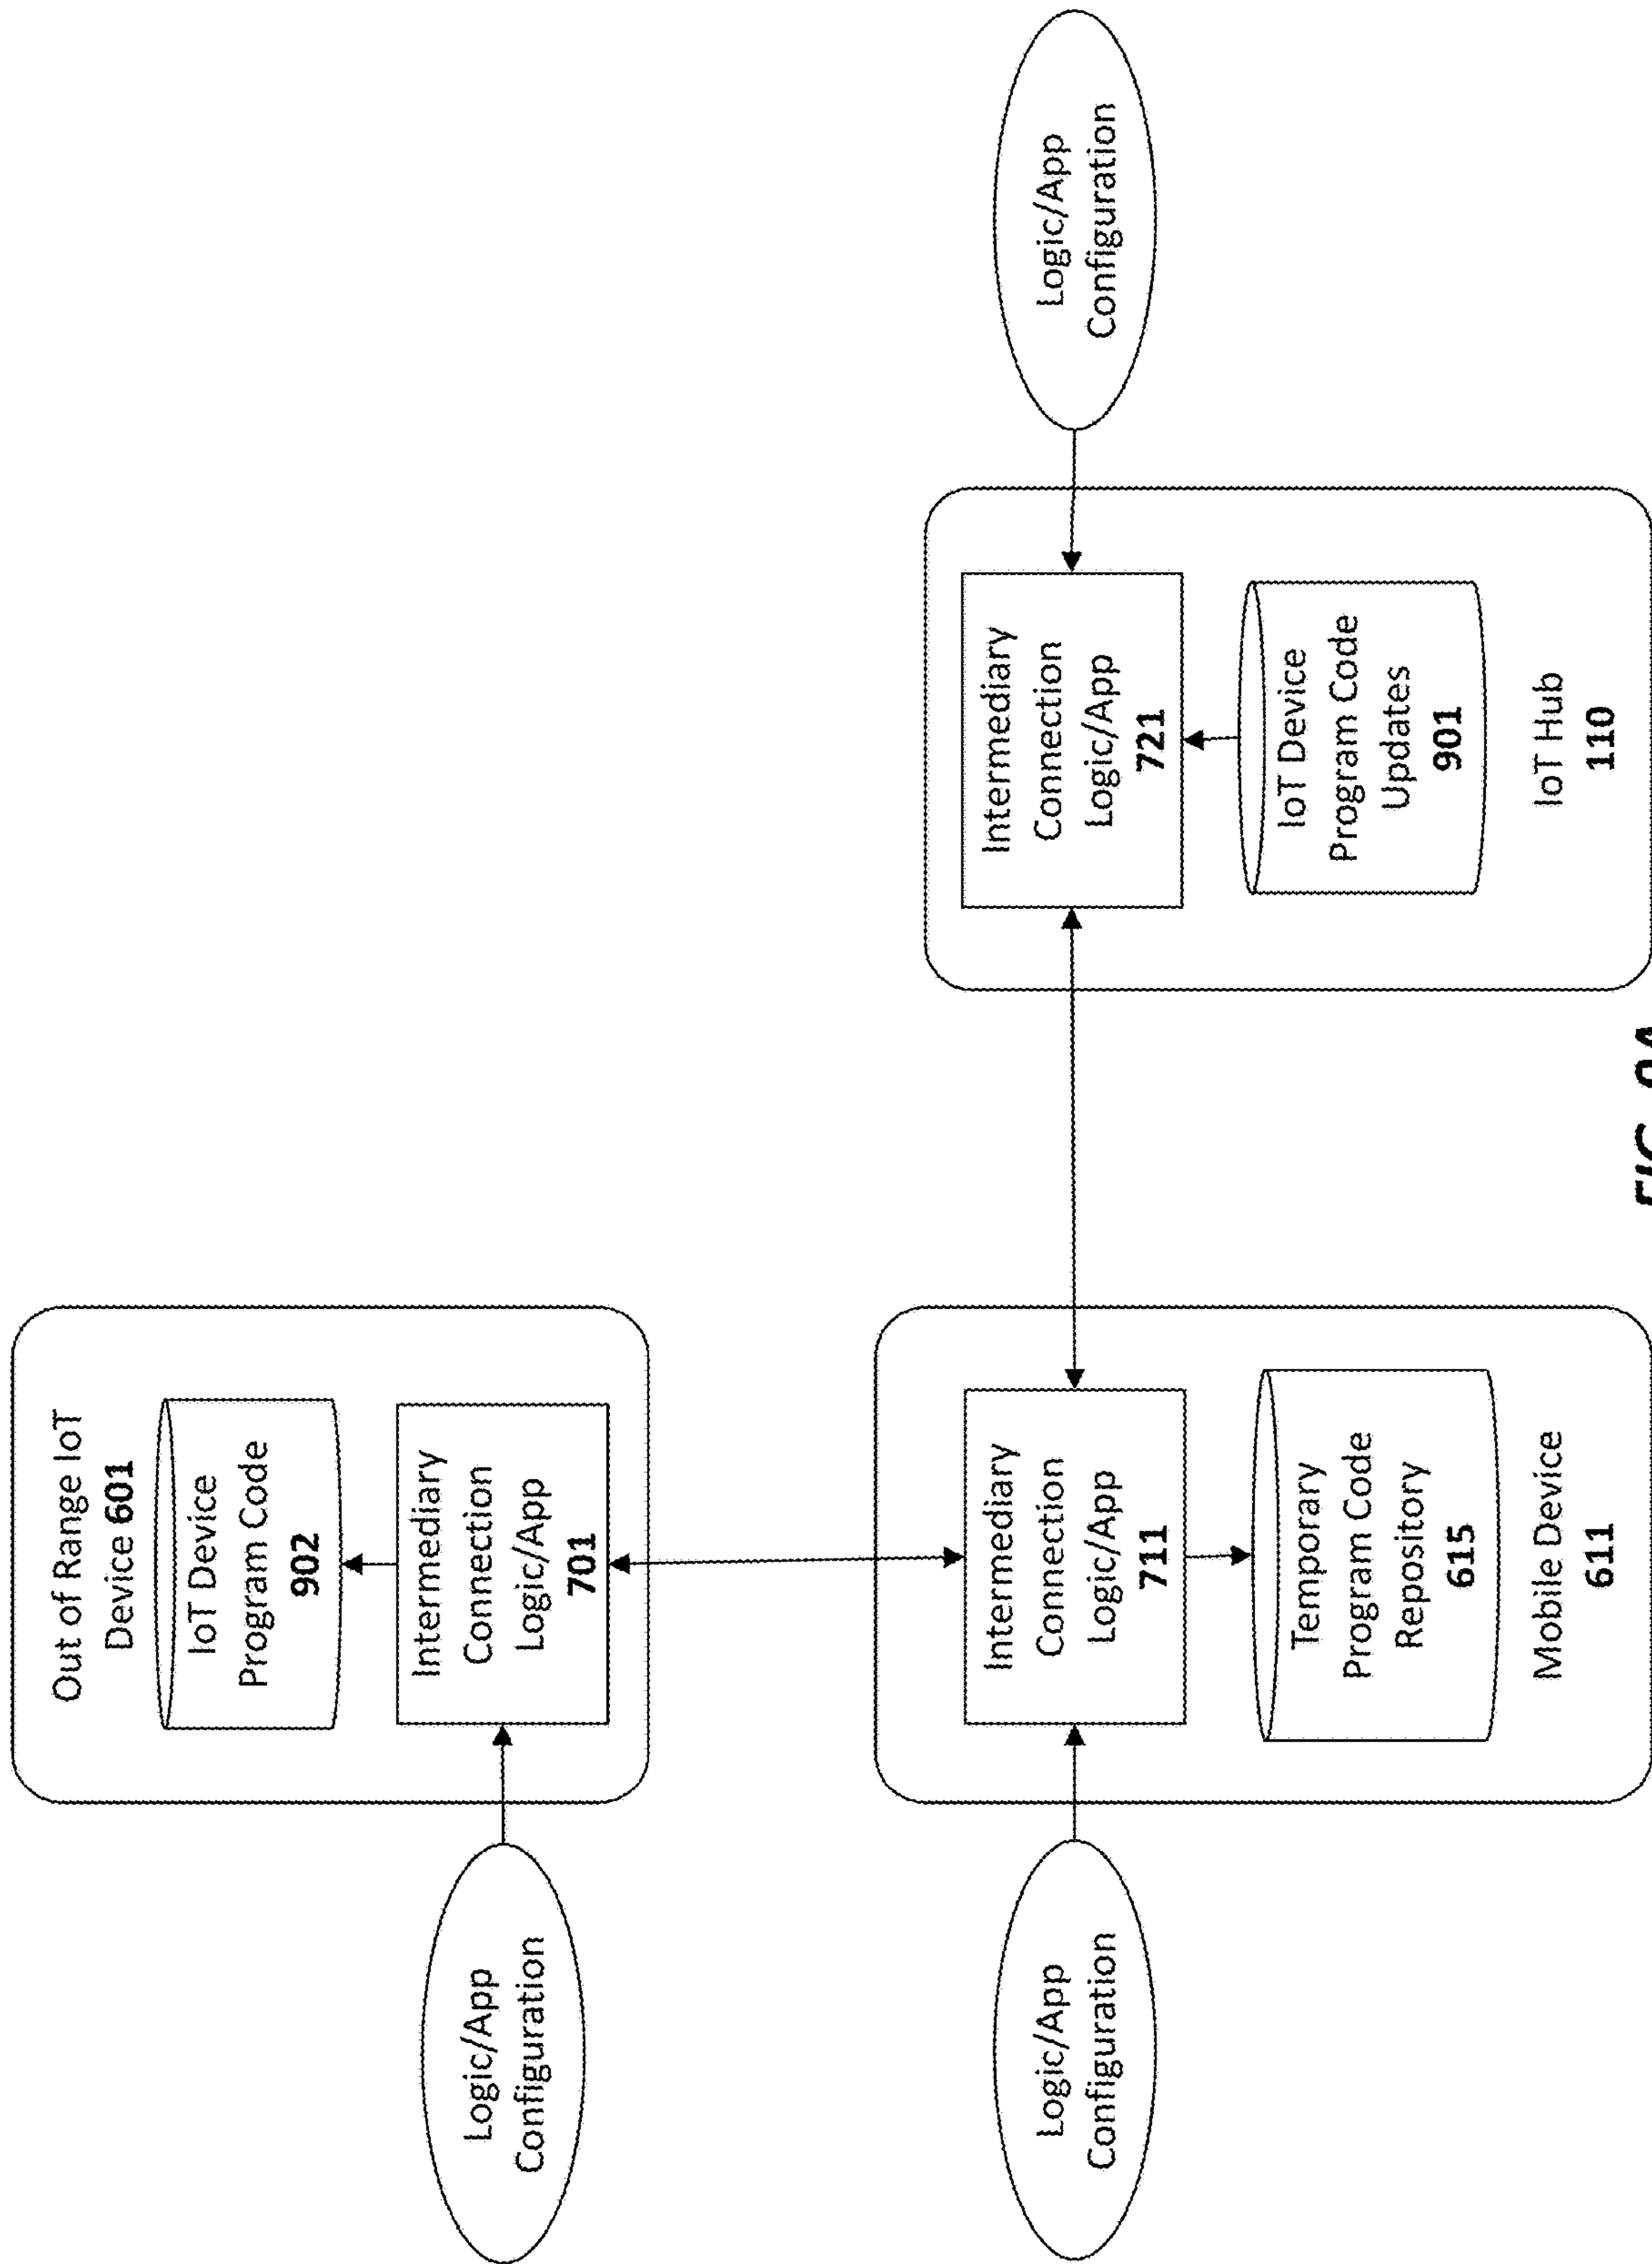 Out of Range IoT
Device 601
IoT Device
Program Code
902
Logic/App
Configuration
Intermediary
Connection
Logic/App
701
Logic/App
Configuration
Intermediary
Connection
Logic/App
711
Temporary
Program Code
Repository
615
Mobile Device
611
Intermediary
Connection
Logic/App
721
IoT Device
Program Code
Updates
901
IoT Hub
110
Logic/App
Configuration
FIG.